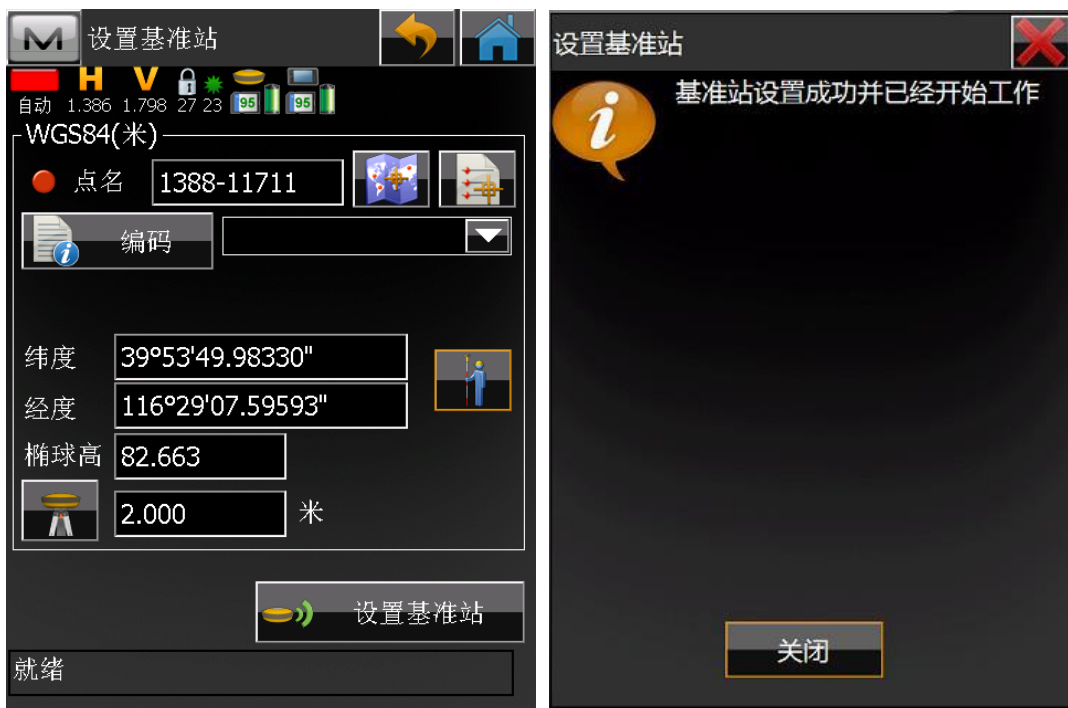 设置基准站
H V
自动 1.386 1.798 27 23 95 95
WGS84(米)
点名 1388-11711
编码
纬度 39°53'49.98330"
经度 116°29'07.59593"
椭球高 82.663
2.000 米
设置基准站
就绪
设置基准站
基准站设置成功并已经开始工作
关闭